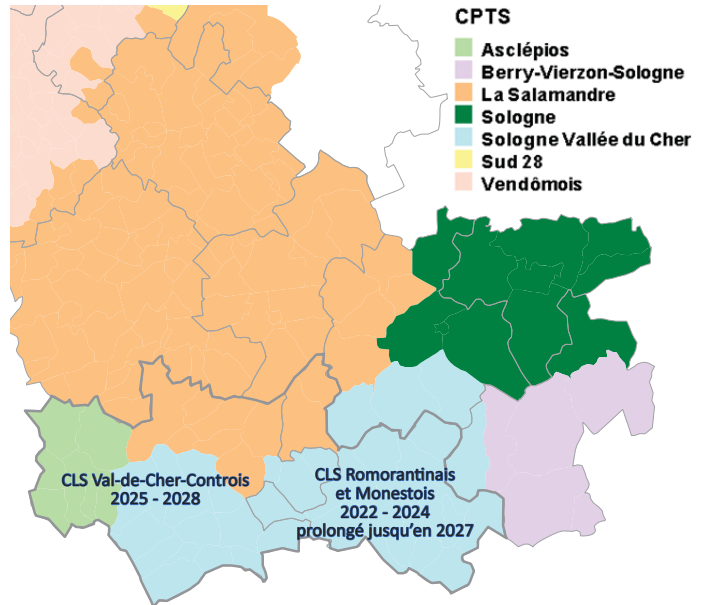 CPTS
Asclépios
Berry-Vierzon-Sologne
La Salamandre
Sologne
Sologne Vallée du Cher
Sud 28
Vendômois
CLS Val-de-Cher-Controis
2025 - 2028
CLS Romorantinais
et Monestois
2022 - 2024
prolongé jusqu'en 2027